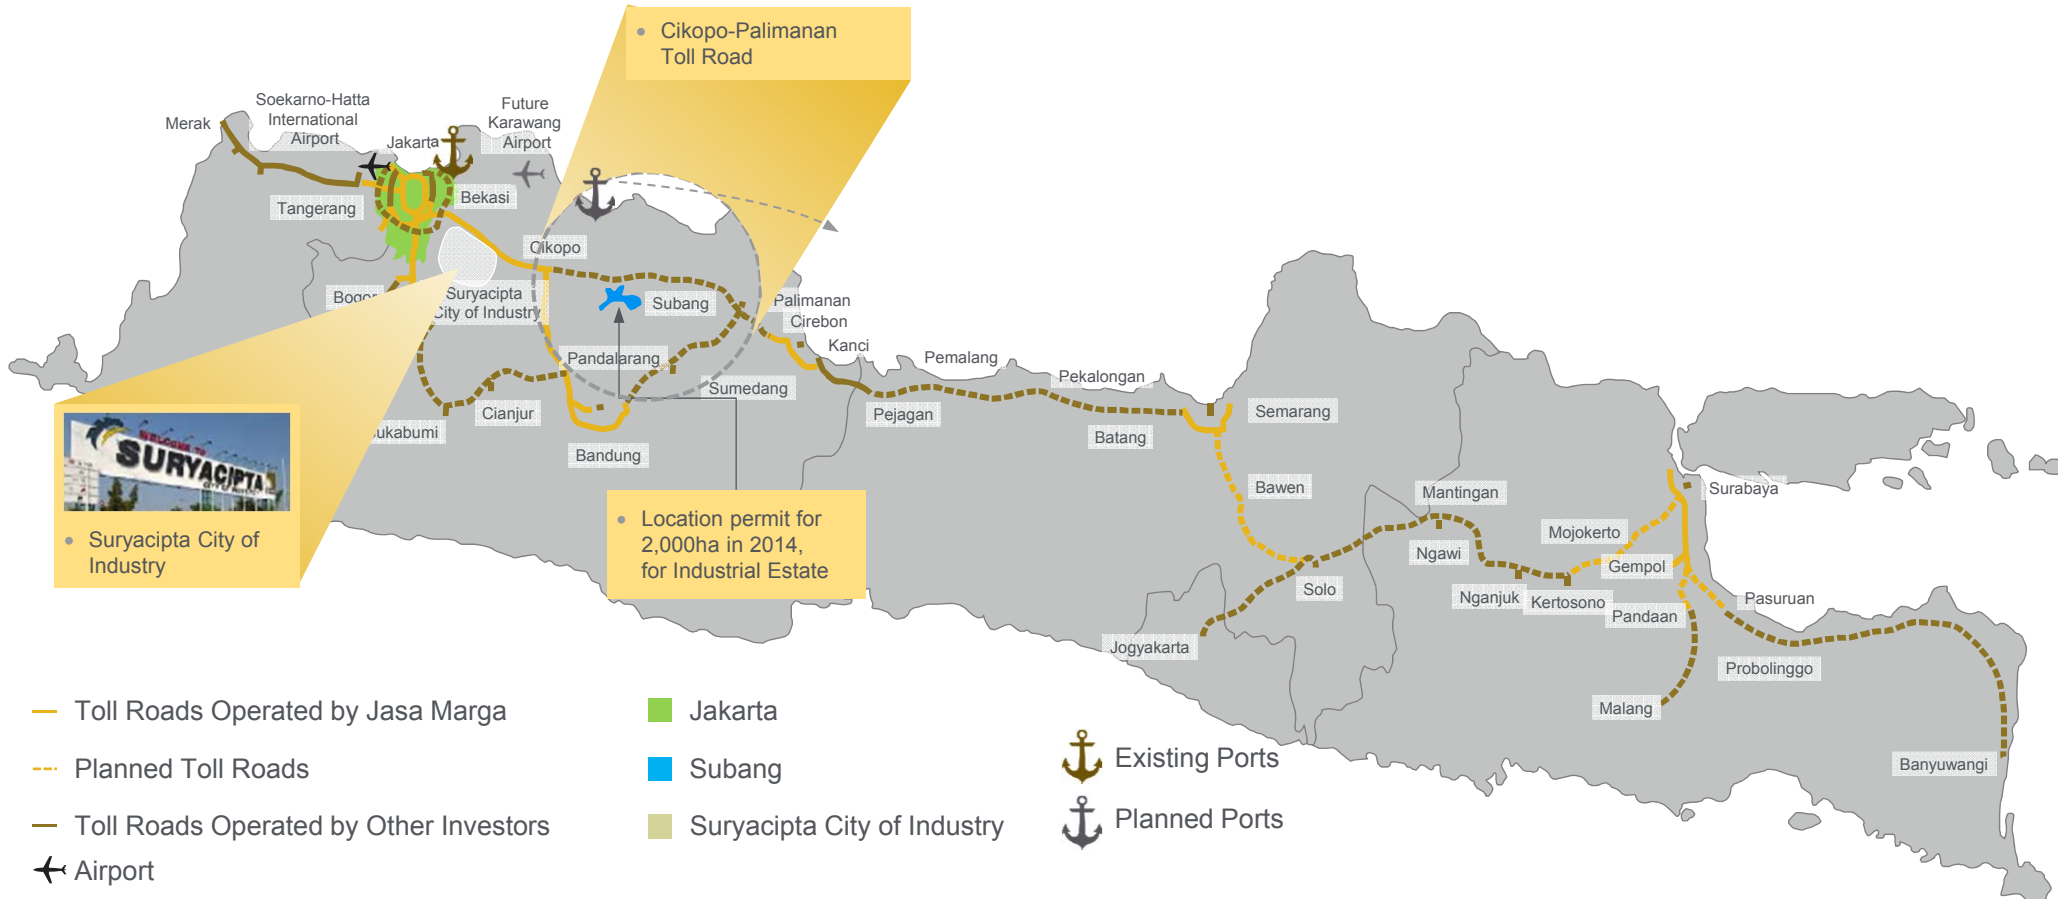 Cikopo-Palimanan
Toll Road
Soekarno-Hatta
International
Airport
Future
Karawang
Airport
Merak
Jakarta
Tangerang
Bekasi
Cikopo
Bogor
Suryacipta
City of Industry
Subang
Palimanan
Cirebon
Kanci
Pandalarang
Sumedang
Pemalang
Pekalongan
Cianjur
Pejagan
Semarang
ukabumi
Batang
Bandung
WELCOME TO
SURYACIPTA
Suryacipta City of
Industry
Location permit for
2,000ha in 2014,
for Industrial Estate
Bawen
Mantingan
Surabaya
Mojokerto
Ngawi
Gempol
Solo
Nganjuk
Kertosono
Pasuruan
Pandaan
Jogyakarta
Probolinggo
Malang
Banyuwangi
Toll Roads Operated by Jasa Marga
Planned Toll Roads
Toll Roads Operated by Other Investors
Airport
Jakarta
Subang
Suryacipta City of Industry
Existing Ports
Planned Ports